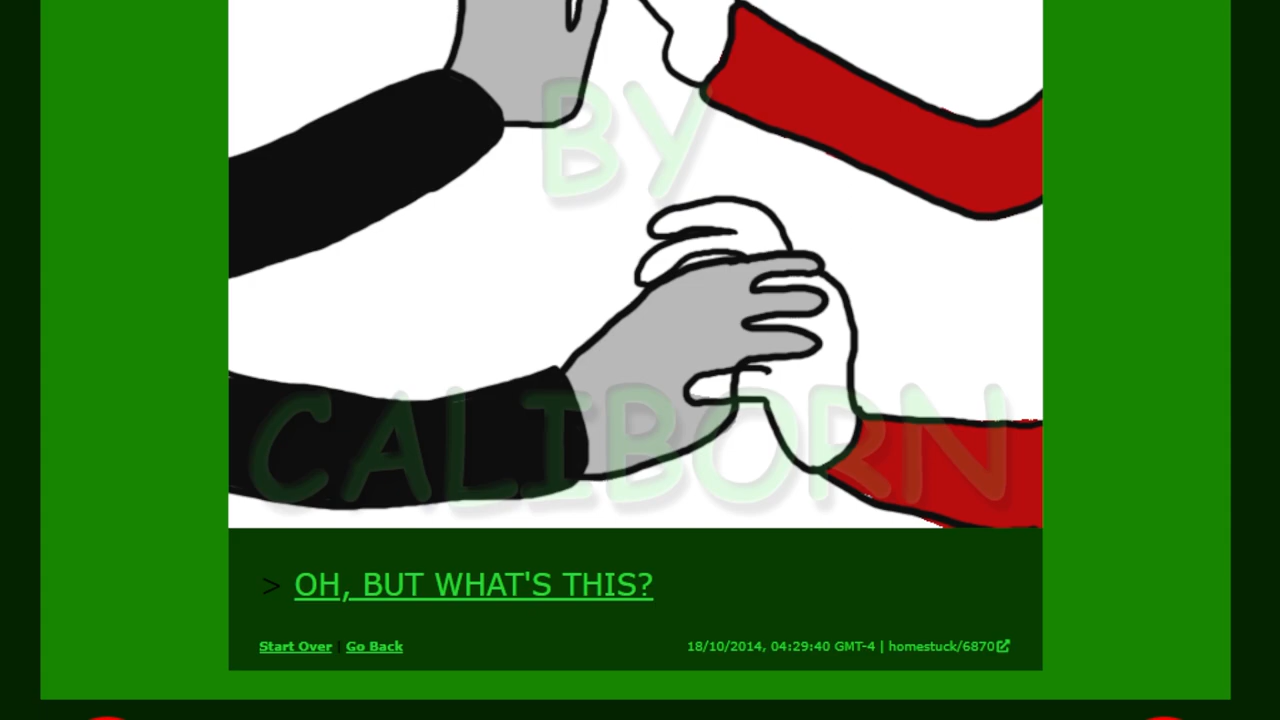 BY
CALIBORN
> OH, BUT WHAT'S THIS?
Start Over | Go Back
18/10/2014, 04:29:40 GMT-4 | homestuck/6870